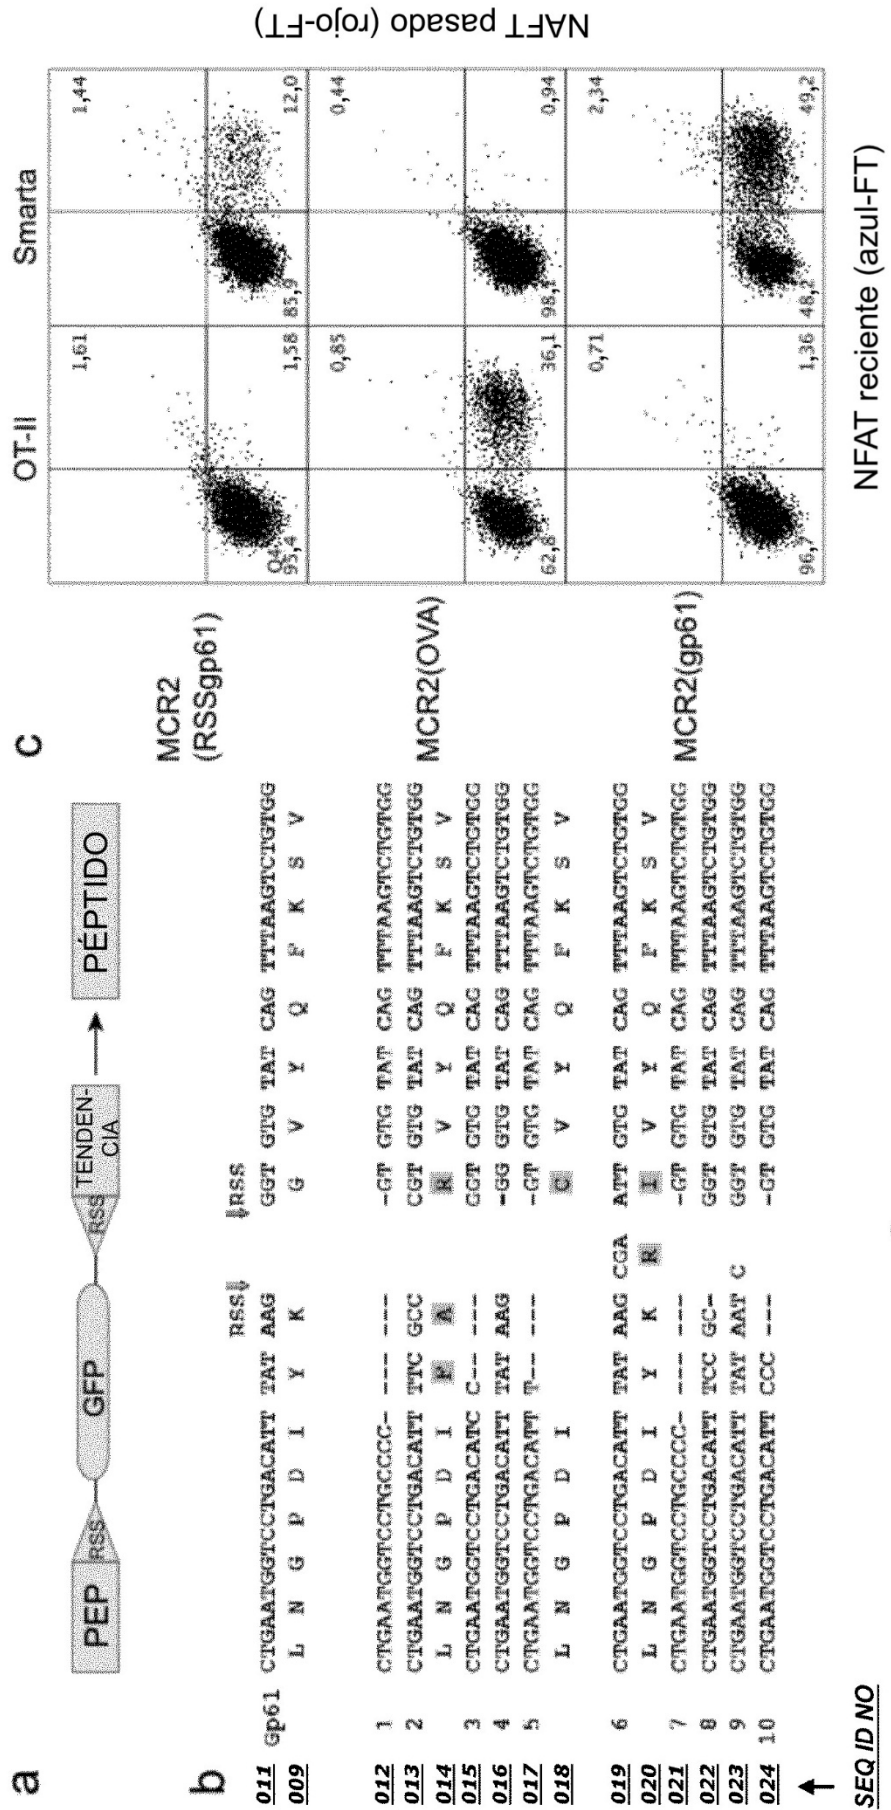 a
PEP RSS GFP RSS TENDEN-
CIA PÉPTIDO
b
RSS⇓ ⇓RSS
011 Gp61 CTGAATGGTCCTGACATT TAT AAG GGT GTG TAT CAG TTTAAGTCTGTGG
009 L N G P D I Y K G V Y Q F K S V
012 1 CTGAATGGTCCTGCCCC- --- --- -GT GTG TAT CAG TTTAAGTCTGTGG
013 2 CTGAATGGTCCTGACATT TTC GCC CGT GTG TAT CAG TTTAAGTCTGTGG
014 L N G P D I F A R V Y Q F K S V
015 3 CTGAATGGTCCTGACATC C-- --- GGT GTG TAT CAG TTTAAGTCTGTGG
016 4 CTGAATGGTCCTGACATT TAT AAG -GG GTG TAT CAG TTTAAGTCTGTGG
017 5 CTGAATGGTCCTGACATT T-- --- -GT GTG TAT CAG TTTAAGTCTGTGG
018 L N G P D I C V Y Q F K S V
019 6 CTGAATGGTCCTGACATT TAT AAG CGA ATT GTG TAT CAG TTTAAGTCTGTGG
020 L N G P D I Y K R I V Y Q F K S V
021 7 CTGAATGGTCCTGCCCC- --- --- -GT GTG TAT CAG TTTAAGTCTGTGG
022 8 CTGAATGGTCCTGACATT TCC GC- GGT GTG TAT CAG TTTAAGTCTGTGG
023 9 CTGAATGGTCCTGACATT TAT AAT C GGT GTG TAT CAG TTTAAGTCTGTGG
024 10 CTGAATGGTCCTGACATT CCC --- -GT GTG TAT CAG TTTAAGTCTGTGG
SEQ ID NO
c
OT-II Smarta
MCR2
(RSSgp61)
1,61 1,44
Q4
95,4 1,58 85,9 12,0
MCR2(OVA)
0,85 0,44
62,8 36,1 98,1 0,94
MCR2(gp61)
0,71 2,34
96,7 1,36 48,2 49,2
NFAT reciente (azul-FT)
NAFT pasado (rojo-FT)